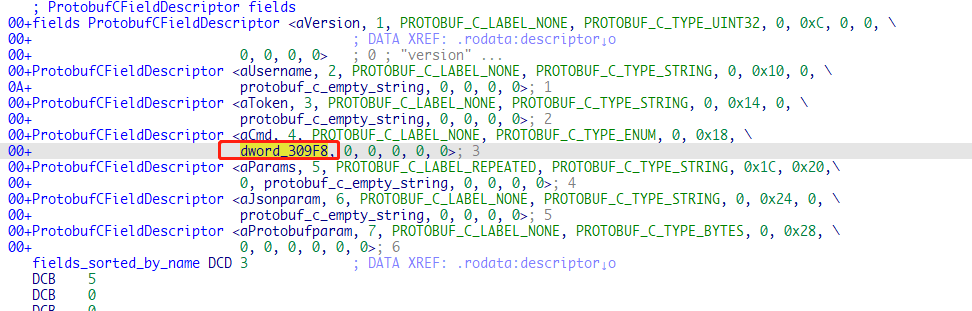 ; ProtobufCFieldDescriptor fields
00+fields ProtobufCFieldDescriptor <aVersion, 1, PROTOBUF_C_LABEL_NONE, PROTOBUF_C_TYPE_UINT32, 0, 0xC, 0, 0, \
00+ ; DATA XREF: .rodata:descriptor↓o
00+ 0, 0, 0, 0> ; 0 ; "version" ...
00+ProtobufCFieldDescriptor <aUsername, 2, PROTOBUF_C_LABEL_NONE, PROTOBUF_C_TYPE_STRING, 0, 0x10, 0, \
0A+ protobuf_c_empty_string, 0, 0, 0, 0>; 1
00+ProtobufCFieldDescriptor <aToken, 3, PROTOBUF_C_LABEL_NONE, PROTOBUF_C_TYPE_STRING, 0, 0x14, 0, \
00+ protobuf_c_empty_string, 0, 0, 0, 0>; 2
00+ProtobufCFieldDescriptor <aCmd, 4, PROTOBUF_C_LABEL_NONE, PROTOBUF_C_TYPE_ENUM, 0, 0x18, \
00+ dword_309F8, 0, 0, 0, 0, 0>; 3
00+ProtobufCFieldDescriptor <aParams, 5, PROTOBUF_C_LABEL_REPEATED, PROTOBUF_C_TYPE_STRING, 0x1C, 0x20,\
00+ 0, protobuf_c_empty_string, 0, 0, 0, 0>; 4
00+ProtobufCFieldDescriptor <aJsonparam, 6, PROTOBUF_C_LABEL_NONE, PROTOBUF_C_TYPE_STRING, 0, 0x24, 0, \
00+ protobuf_c_empty_string, 0, 0, 0, 0>; 5
00+ProtobufCFieldDescriptor <aProtobufparam, 7, PROTOBUF_C_LABEL_NONE, PROTOBUF_C_TYPE_BYTES, 0, 0x28, \
00+ 0, 0, 0, 0, 0, 0>; 6
fields_sorted_by_name DCD 3 ; DATA XREF: .rodata:descriptor↓o
DCB 5
DCB 0
DCB 0